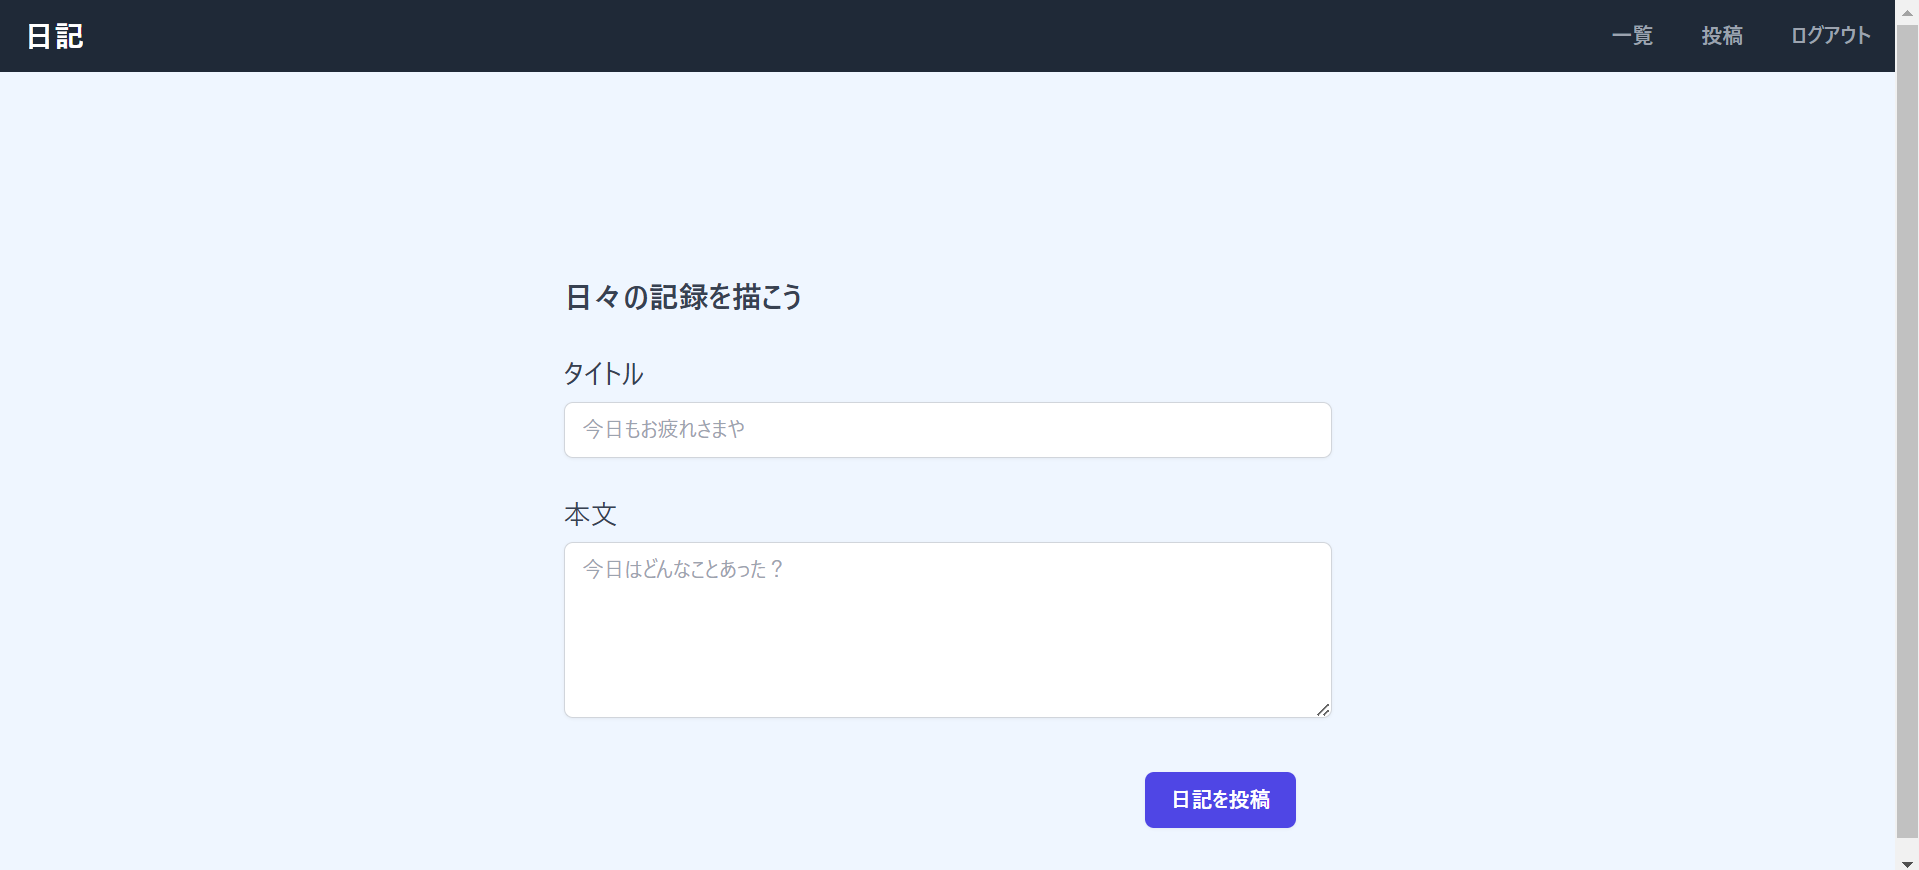 日記
一覧 投稿 ログアウト
日々の記録を描こう
タイトル
今日もお疲れさまや
本文
今日はどんなことあった？
日記を投稿